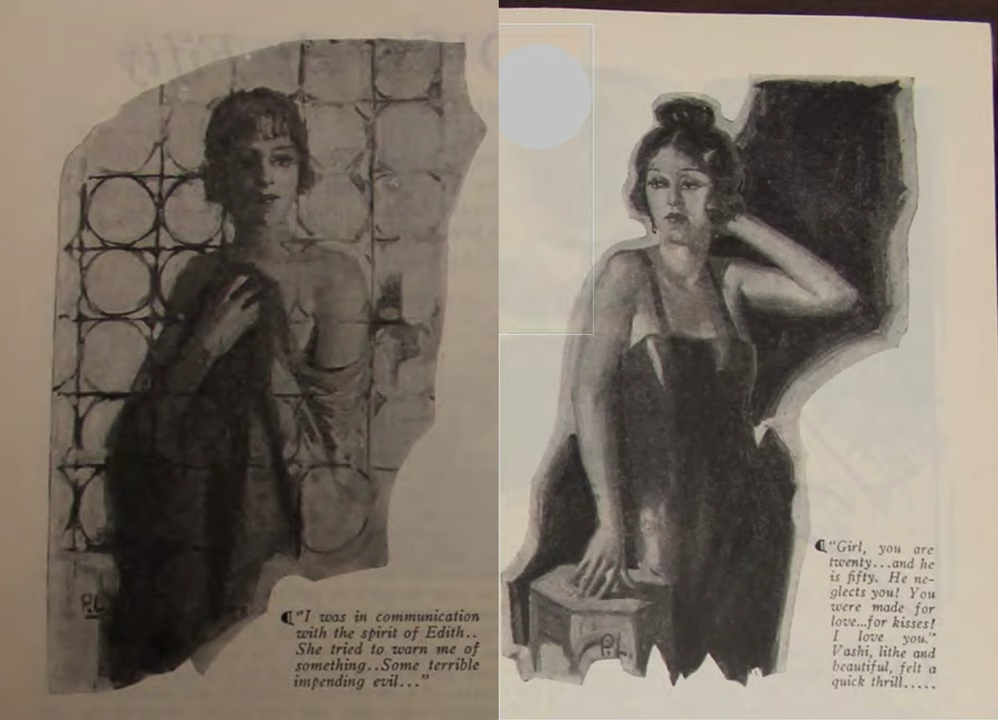 "I was in communication
with the spirit of Edith..
She tried to warn me of
something..Some terrible
impending evil..."
P.L.
"Girl, you are
twenty...and he
is fifty. He ne-
glects you! You
were made for
love...for kisses!
I love you."
Vashi, lithe and
beautiful, felt a
quick thrill.....
P.L.